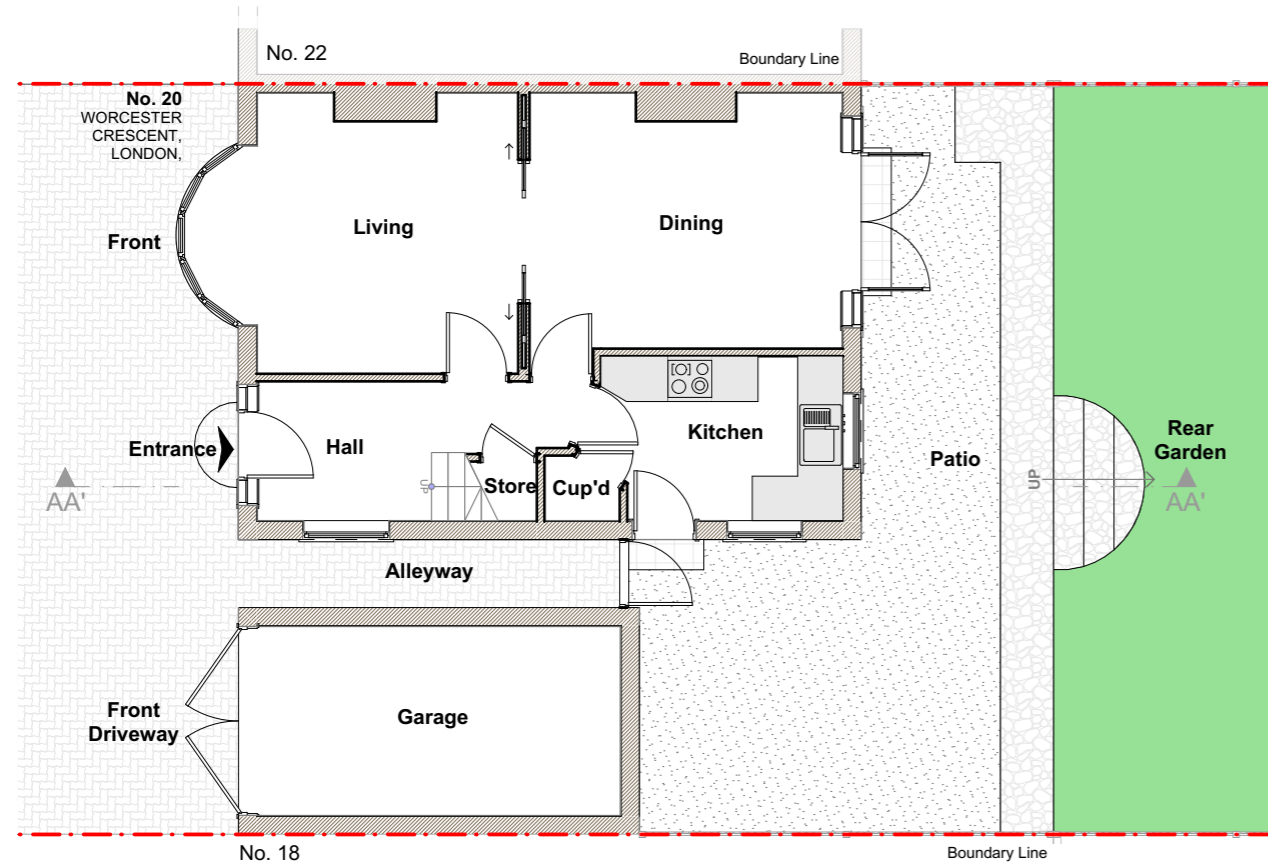 No. 22
Boundary Line
No. 20
WORCESTER
CRESCENT,
LONDON,
Front
Living
Dining
Entrance
Hall
Kitchen
Store
Cup'd
UP
Patio
UP
Rear
Garden
AA'
AA'
Alleyway
Front
Driveway
Garage
No. 18
Boundary Line